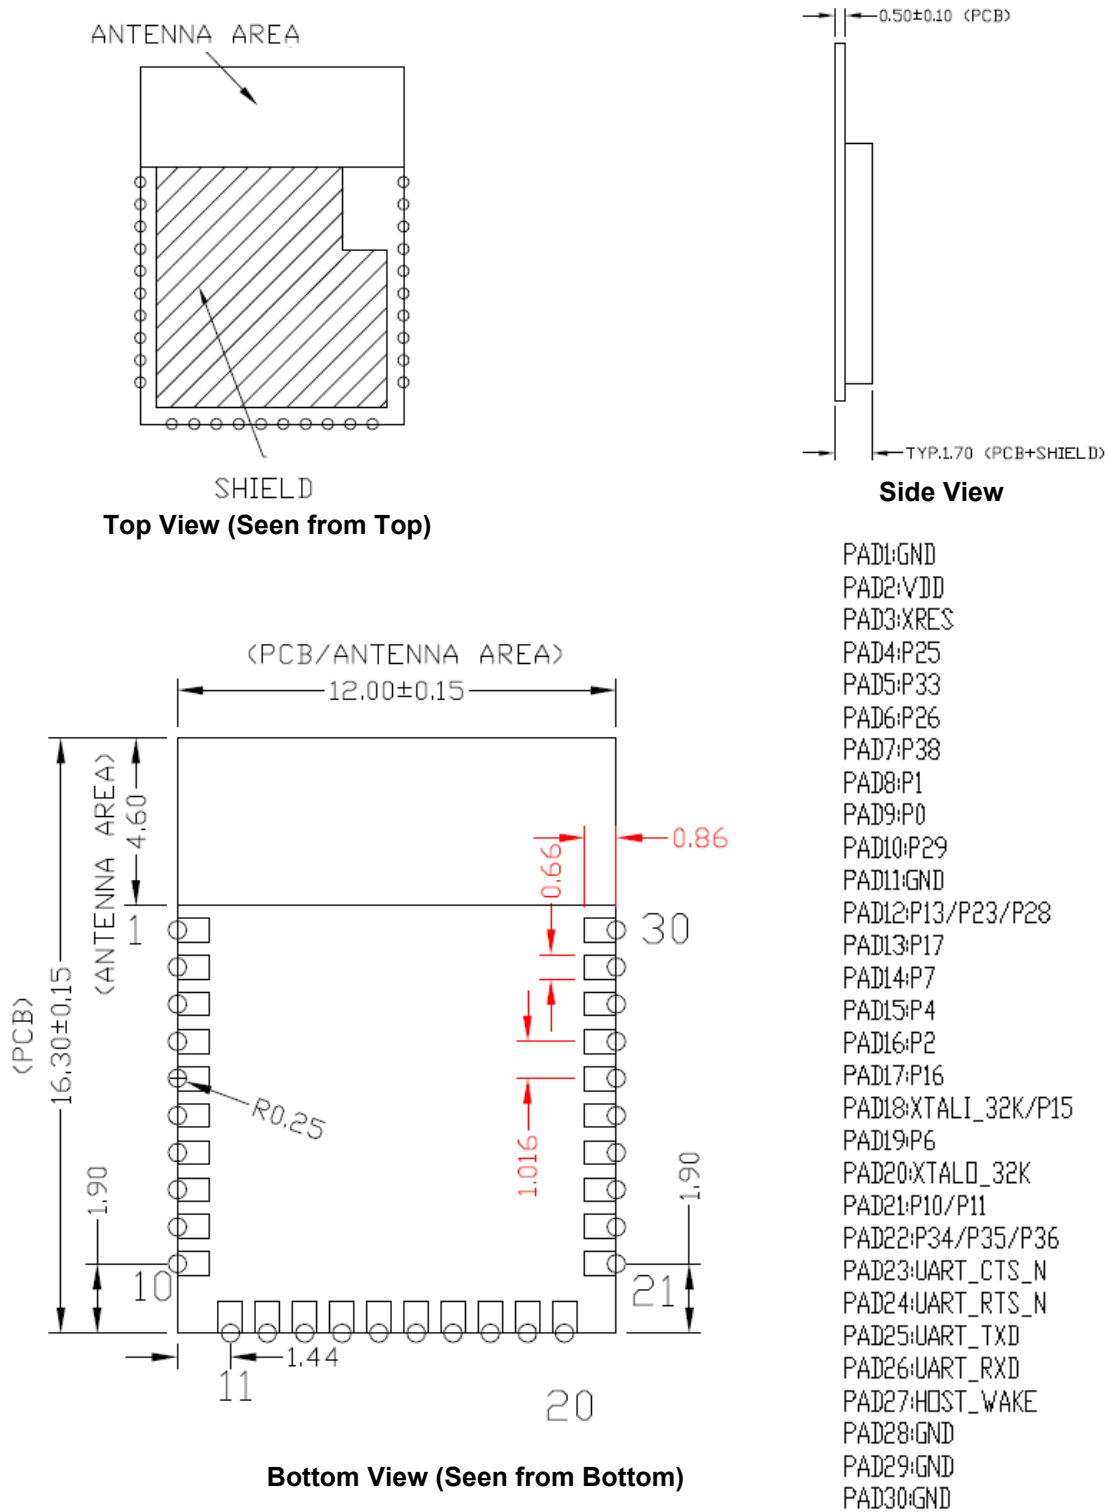 ANTENNA AREA
SHIELD
Top View (Seen from Top)
0.50±0.10 (PCB)
TYP.1.70 (PCB+SHIELD)
Side View
(PCB/ANTENNA AREA)
12.00±0.15
(PCB)
16.30±0.15
(ANTENNA AREA)
4.60
0.86
0.66
1
30
1.016
R0.25
1.90
1.90
10
21
1.44
11
20
Bottom View (Seen from Bottom)
PAD1:GND
PAD2:VDD
PAD3:XRES
PAD4:P25
PAD5:P33
PAD6:P26
PAD7:P38
PAD8:P1
PAD9:P0
PAD10:P29
PAD11:GND
PAD12:P13/P23/P28
PAD13:P17
PAD14:P7
PAD15:P4
PAD16:P2
PAD17:P16
PAD18:XTALI_32K/P15
PAD19:P6
PAD20:XTALO_32K
PAD21:P10/P11
PAD22:P34/P35/P36
PAD23:UART_CTS_N
PAD24:UART_RTS_N
PAD25:UART_TXD
PAD26:UART_RXD
PAD27:HOST_WAKE
PAD28:GND
PAD29:GND
PAD30:GND